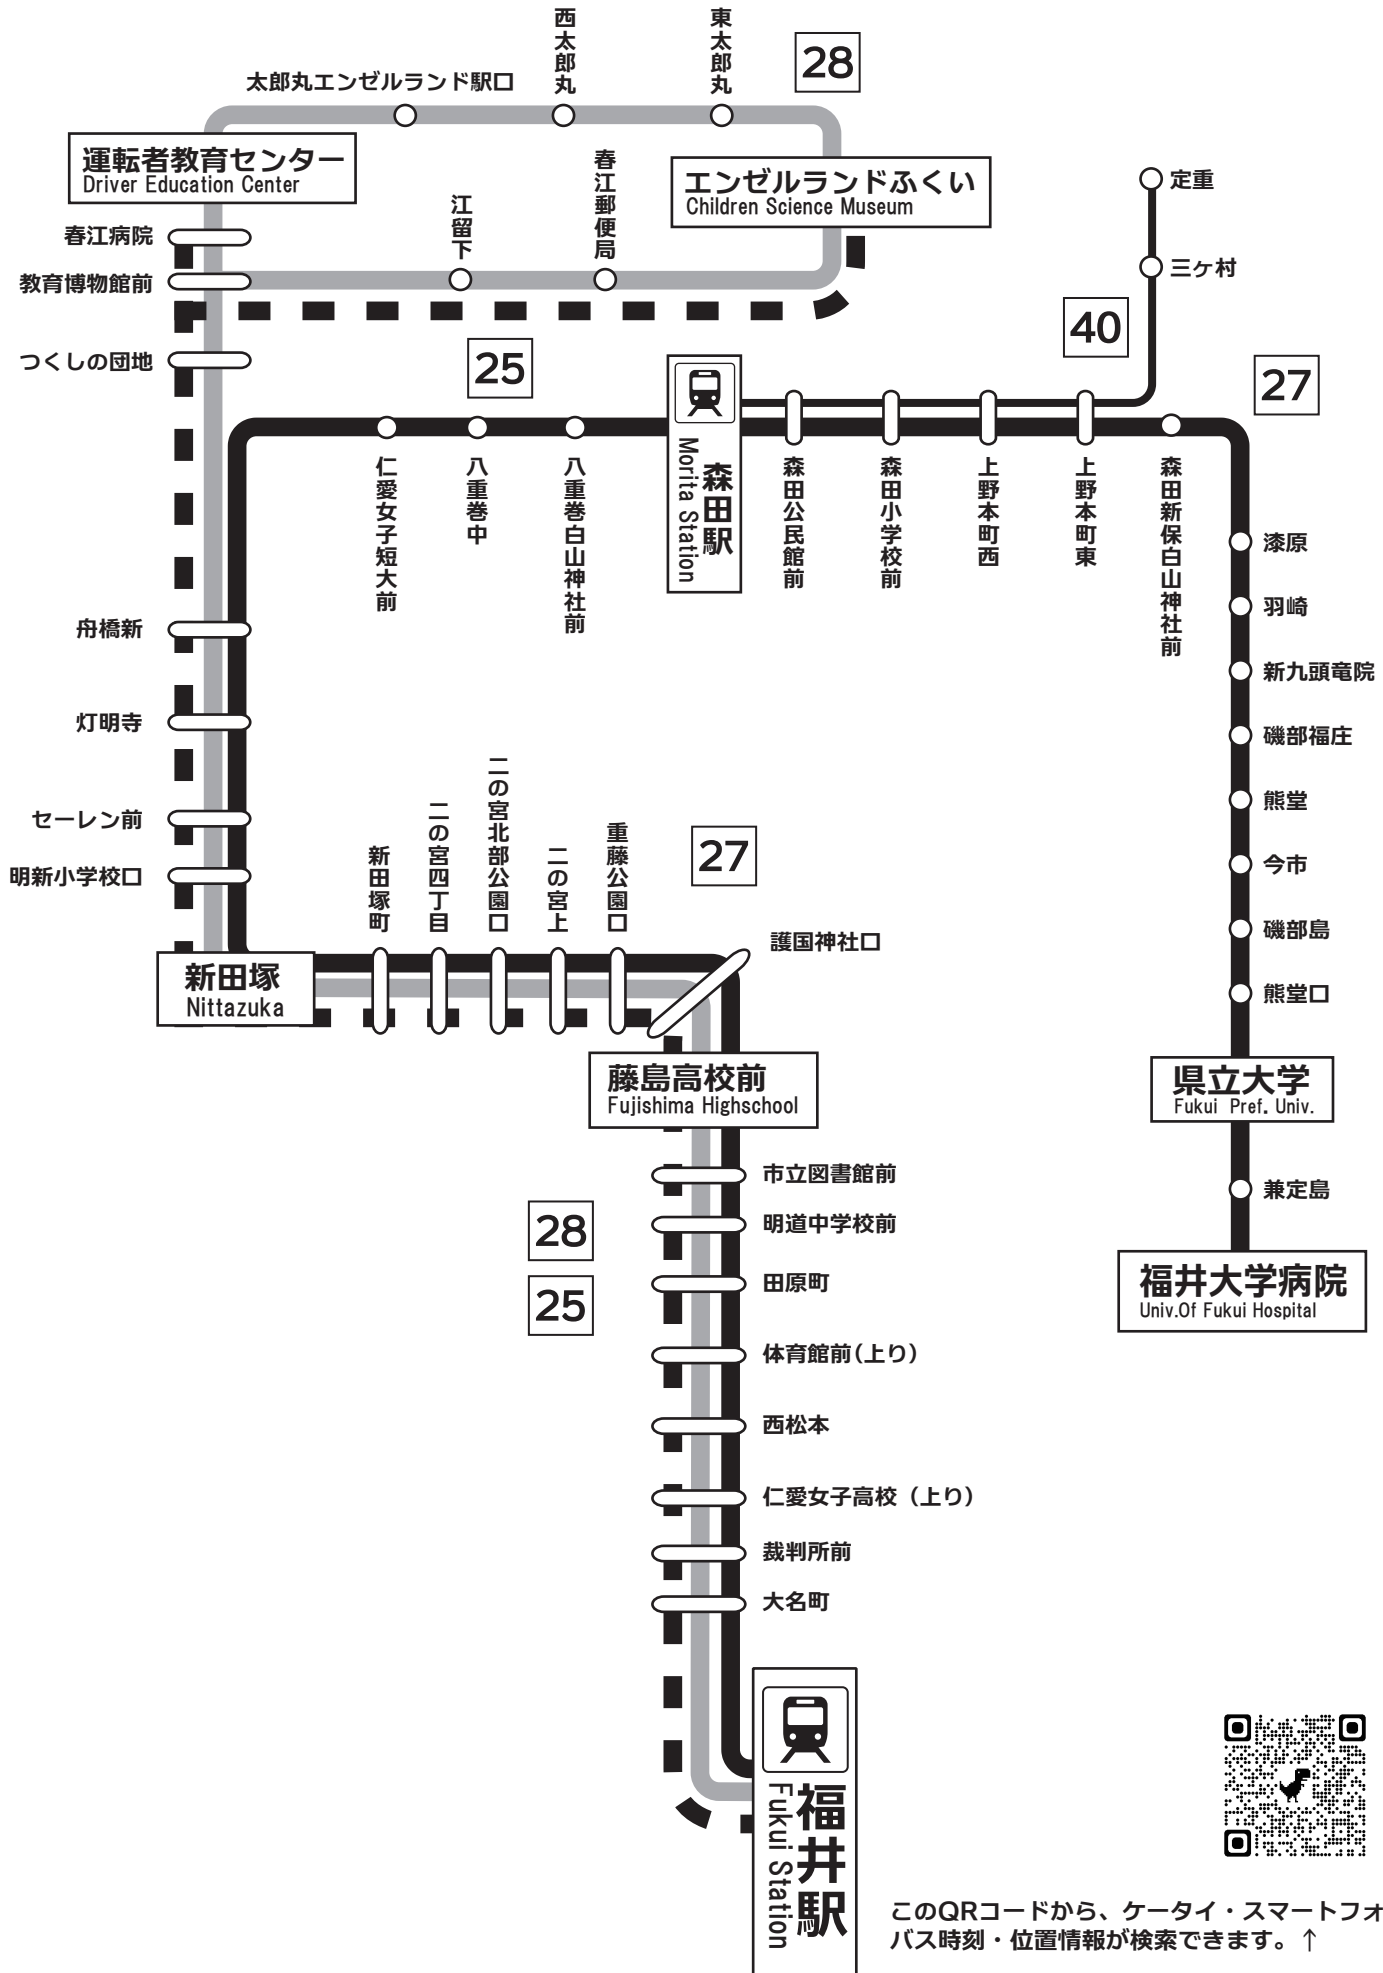 西太郎丸
東太郎丸
28
太郎丸エンゼルランド駅口
運転者教育センター
Driver Education Center
春江郵便局
エンゼルランドふくい
Children Science Museum
定重
江留下
春江病院
三ケ村
教育博物館前
40
25
つくしの団地
27
森田駅
Morita Station
仁愛女子短大前
八重巻中
八重巻白山神社前
森田公民館前
森田小学校前
上野本町西
上野本町東
森田新保白山神社前
漆原
羽崎
舟橋新
新九頭竜院
灯明寺
磯部福庄
熊堂
セーレン前
明新小学校口
今市
新田塚町
二の宮四丁目
二の宮北部公園口
二の宮上
重藤公園口
27
護国神社口
磯部島
新田塚
Nittazuka
熊堂口
藤島高校前
Fujishima Highschool
県立大学
Fukui Pref. Univ.
市立図書館前
兼定島
明道中学校前
28
田原町
福井大学病院
Univ.Of Fukui Hospital
25
体育館前(上り)
西松本
仁愛女子高校（上り）
裁判所前
大名町
福井駅
Fukui Station
このQRコードから、ケータイ・スマートフォ
バス時刻・位置情報が検索できます。↑